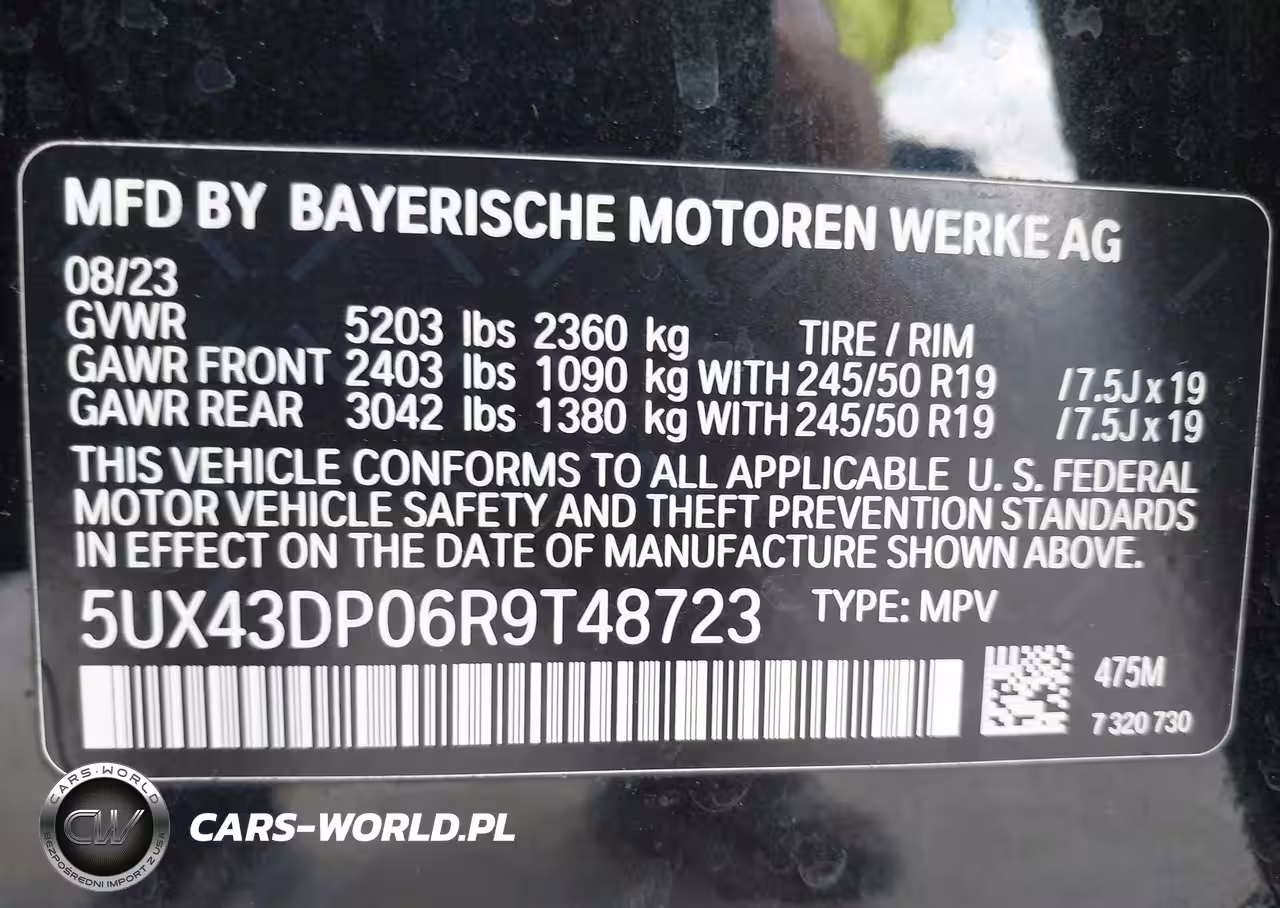 MFD BY BAYERISCHE MOTOREN WERKE AG
08/23
GVWR 5203 lbs 2360 kg TIRE / RIM
GAWR FRONT 2403 lbs 1090 kg WITH 245/50 R19 /7.5J x 19
GAWR REAR 3042 lbs 1380 kg WITH 245/50 R19 /7.5J x 19
THIS VEHICLE CONFORMS TO ALL APPLICABLE U. S. FEDERAL
MOTOR VEHICLE SAFETY AND THEFT PREVENTION STANDARDS
IN EFFECT ON THE DATE OF MANUFACTURE SHOWN ABOVE.
5UX43DP06R9T48723 TYPE: MPV
475M
7 320 730
CARS-WORLD
CW
BEZPOŚREDNI IMPORT Z USA
CARS-WORLD.PL